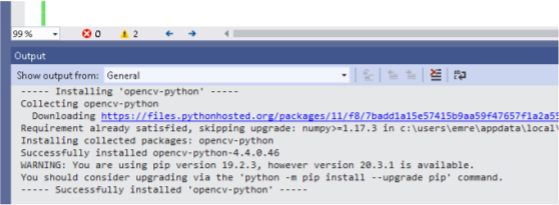 99 %
0
2
Output
Show output from: General
----- Installing 'opencv-python' -----
Collecting opencv-python
Downloading https://files.pythonhosted.org/packages/11/f8/7badd1a15e57415b9aa59f47657f1a2a55
Requirement already satisfied, skipping upgrade: numpy>=1.17.3 in c:\users\emre\appdata\local\
Installing collected packages: opencv-python
Successfully installed opencv-python-4.4.0.46
WARNING: You are using pip version 19.2.3, however version 20.3.1 is available.
You should consider upgrading via the 'python -m pip install --upgrade pip' command.
----- Successfully installed 'opencv-python' -----